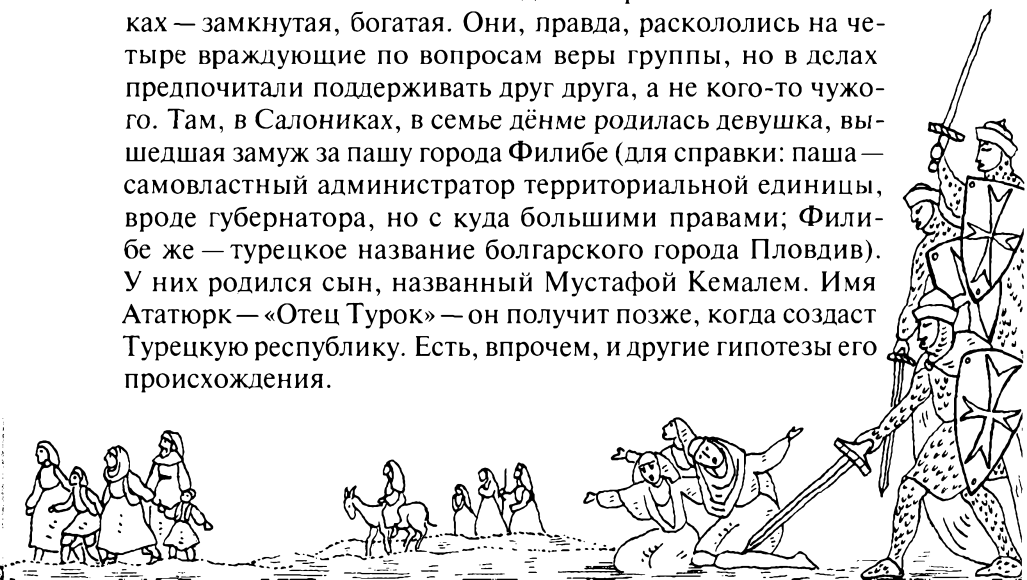 ках — замкнутая, богатая. Они, правда, раскололись на че-
тыре враждующие по вопросам веры группы, но в делах
предпочитали поддерживать друг друга, а не кого-то чужо-
го. Там, в Салониках, в семье дёнме родилась девушка, вы-
шедшая замуж за пашу города Филибе (для справки: паша —
самовластный администратор территориальной единицы,
вроде губернатора, но с куда большими правами; Фили-
бе же — турецкое название болгарского города Пловдив).
У них родился сын, названный Мустафой Кемалем. Имя
Ататюрк — «Отец Турок» — он получит позже, когда создаст
Турецкую республику. Есть, впрочем, и другие гипотезы его
происхождения.